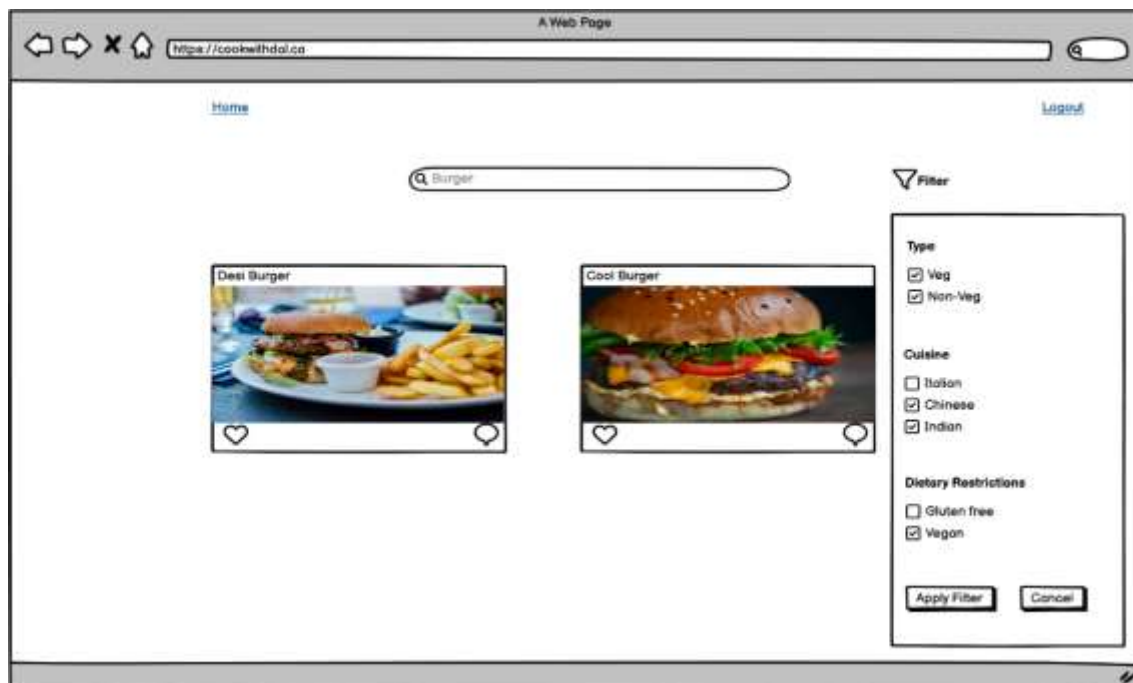 A Web Page
https://cookwithdal.ca
Home
Logout
Burger
Filter
Desi Burger
Cool Burger
Type
Veg
Non-Veg
Cuisine
Italian
Chinese
Indian
Dietary Restrictions
Gluten free
Vegan
Apply Filter
Cancel